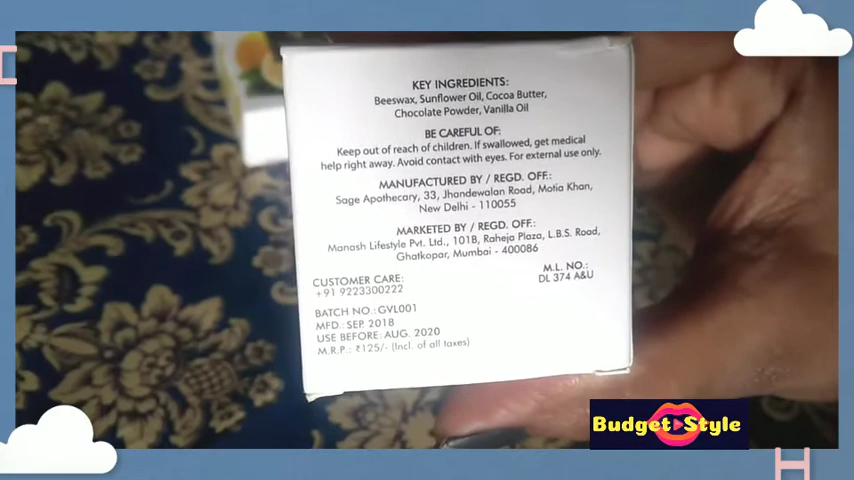 KEY INGREDIENTS:
Beeswax, Sunflower Oil, Cocoa Butter,
Chocolate Powder, Vanilla Oil
BE CAREFUL OF:
Keep out of reach of children. If swallowed, get medical
help right away. Avoid contact with eyes. For external use only.
MANUFACTURED BY / REGD. OFF.:
Sage Apothecary, 33, Jhandewalan Road, Motia Khan,
New Delhi - 110055
MARKETED BY / REGD. OFF.:
Manash Lifestyle Pvt. Ltd., 101B, Raheja Plaza, L.B.S. Road,
Ghatkopar, Mumbai - 400086
CUSTOMER CARE:
+91 9223300222
M.L. NO.:
DL 374 A&U
BATCH NO.: GVL001
MFD.: SEP. 2018
USE BEFORE: AUG. 2020
M.R.P.: ₹125/- (Incl. of all taxes)
Budget Style